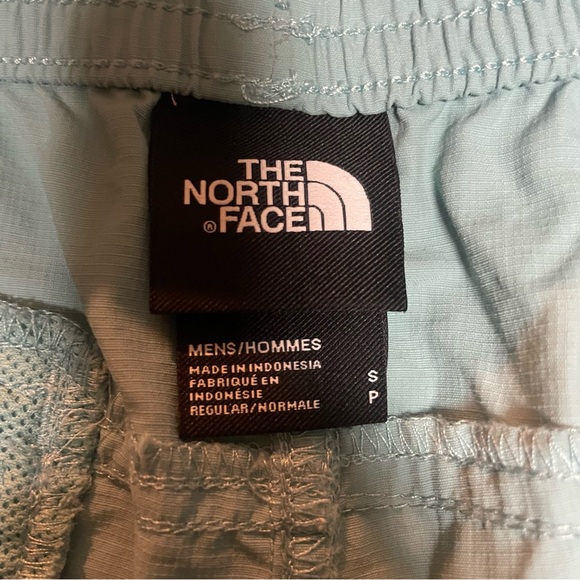 THE
NORTH
®FACE
MENS/HOMMES
MADE IN INDONESIA
FABRIQUÉ EN
INDONÉSIE
REGULAR/NORMALE
S
P